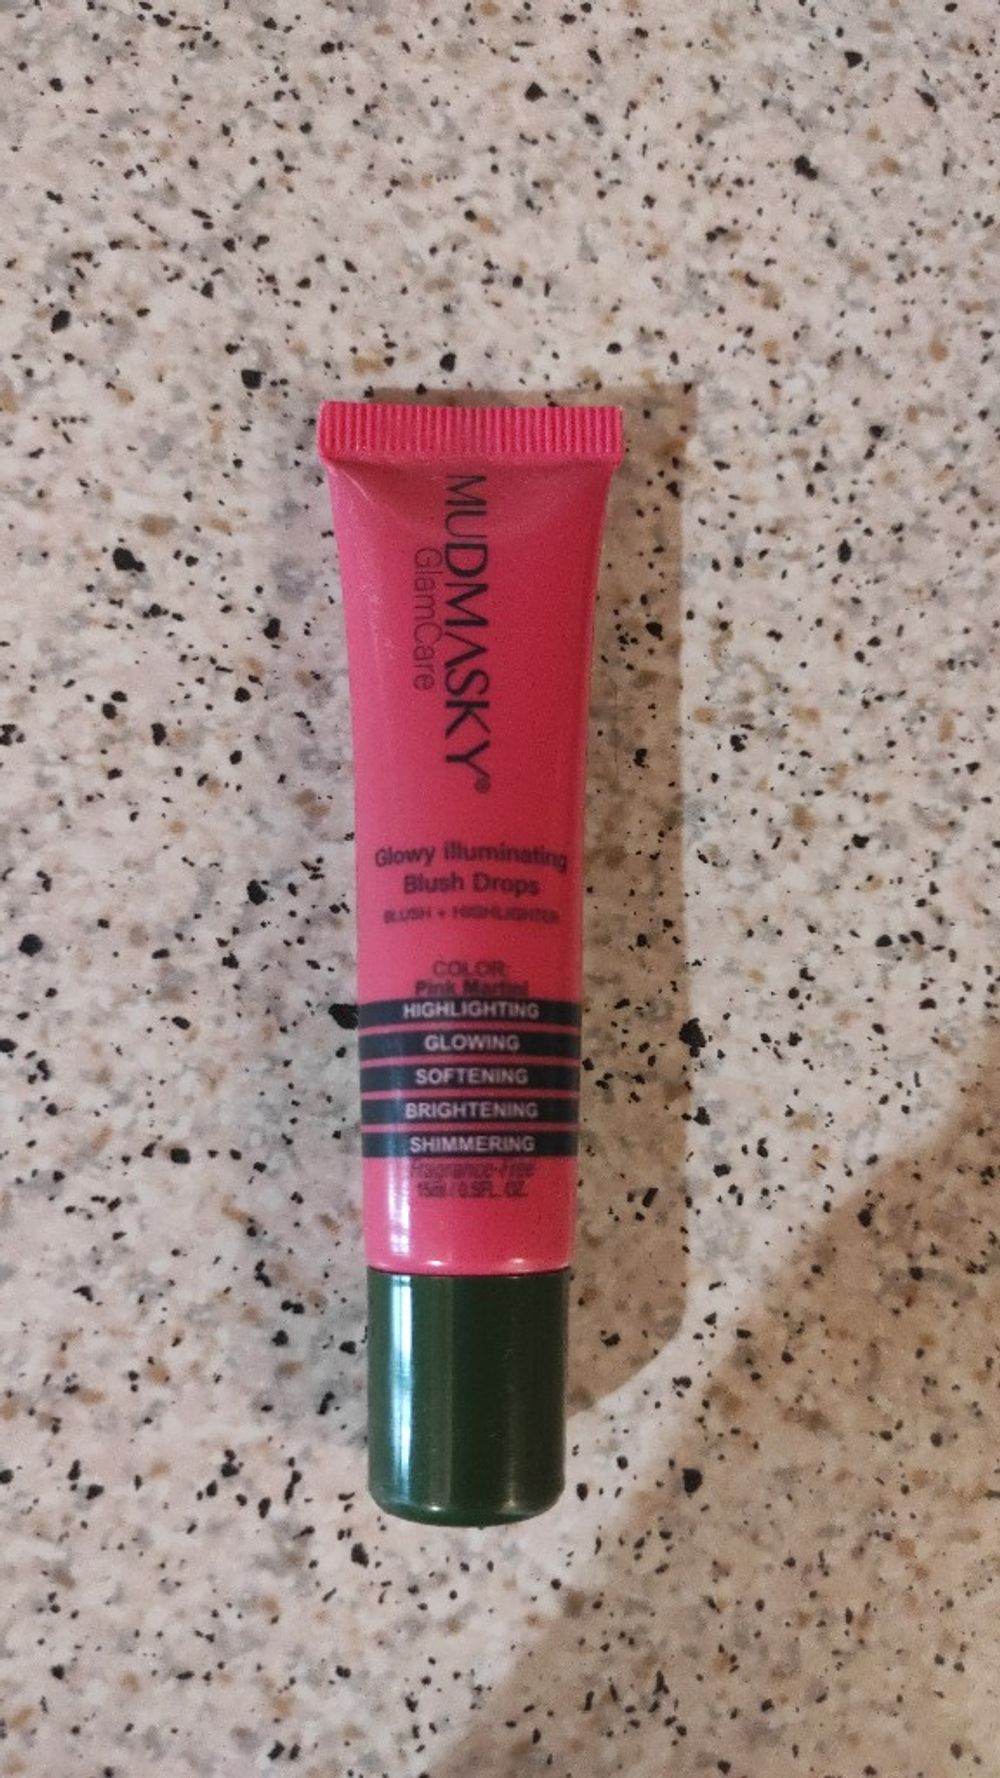 MUDMASKY®
GlamCare
Glowy illuminating
Blush Drops
BLUSH + HIGHLIGHTER
COLOR:
Pink Martini
HIGHLIGHTING
GLOWING
SOFTENING
BRIGHTENING
SHIMMERING
Fragrance-Free
15ml / 0.5FL. OZ.